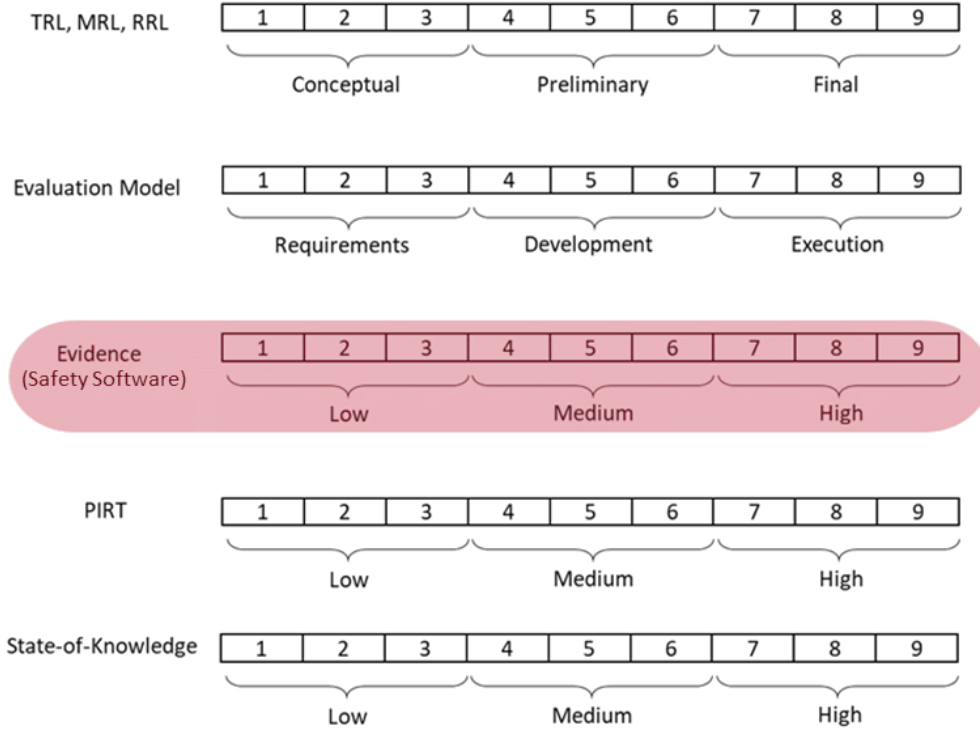 TRL, MRL, RRL 1 2 3 4 5 6 7 8 9
Conceptual Preliminary Final
Evaluation Model 1 2 3 4 5 6 7 8 9
Requirements Development Execution
Evidence
(Safety Software) 1 2 3 4 5 6 7 8 9
Low Medium High
PIRT 1 2 3 4 5 6 7 8 9
Low Medium High
State-of-Knowledge 1 2 3 4 5 6 7 8 9
Low Medium High